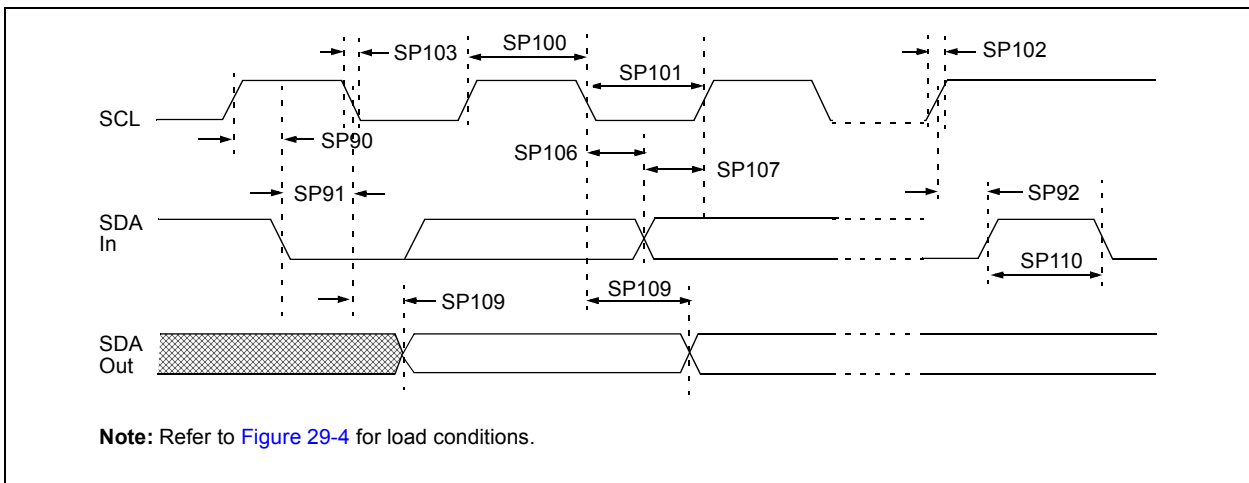 SP103
SP100
SP101
SP102
SCL
SP90
SP106
SP107
SP91
SP92
SDA
In
SP110
SP109
SP109
SDA
Out
Note: Refer to Figure 29-4 for load conditions.